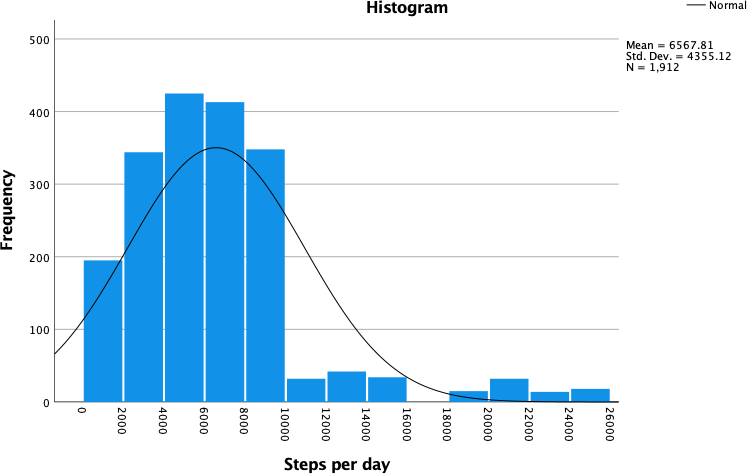 Histogram
Normal
Mean = 6567.81
Std. Dev. = 4355.12
N = 1,912
Frequency
500
400
300
200
100
0
0 2000 4000 6000 8000 10000 12000 14000 16000 18000 20000 22000 24000 26000
Steps per day